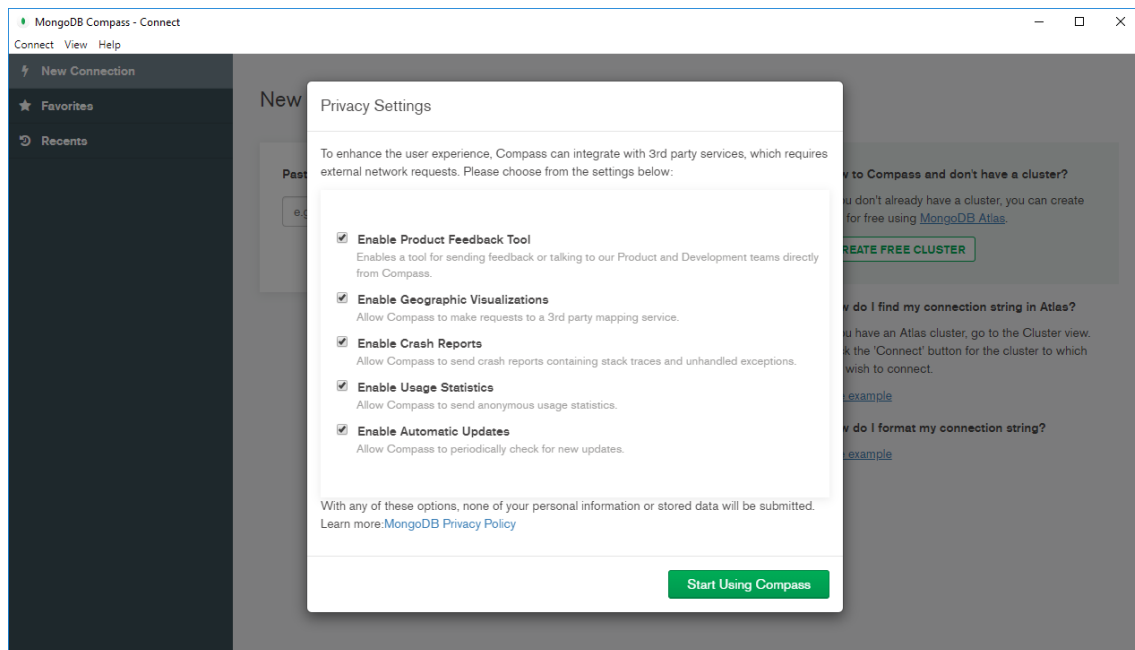 MongoDB Compass - Connect
Connect View Help
New Connection
Favorites
Recents
New
Past
e.g
Privacy Settings
To enhance the user experience, Compass can integrate with 3rd party services, which requires
external network requests. Please choose from the settings below:
Enable Product Feedback Tool
Enables a tool for sending feedback or talking to our Product and Development teams directly
from Compass.
Enable Geographic Visualizations
Allow Compass to make requests to a 3rd party mapping service.
Enable Crash Reports
Allow Compass to send crash reports containing stack traces and unhandled exceptions.
Enable Usage Statistics
Allow Compass to send anonymous usage statistics.
Enable Automatic Updates
Allow Compass to periodically check for new updates.
With any of these options, none of your personal information or stored data will be submitted.
Learn more:MongoDB Privacy Policy
Start Using Compass
w to Compass and don't have a cluster?
u don't already have a cluster, you can create
for free using MongoDB Atlas.
REATE FREE CLUSTER
w do I find my connection string in Atlas?
u have an Atlas cluster, go to the Cluster view.
k the 'Connect' button for the cluster to which
wish to connect.
example
w do I format my connection string?
example